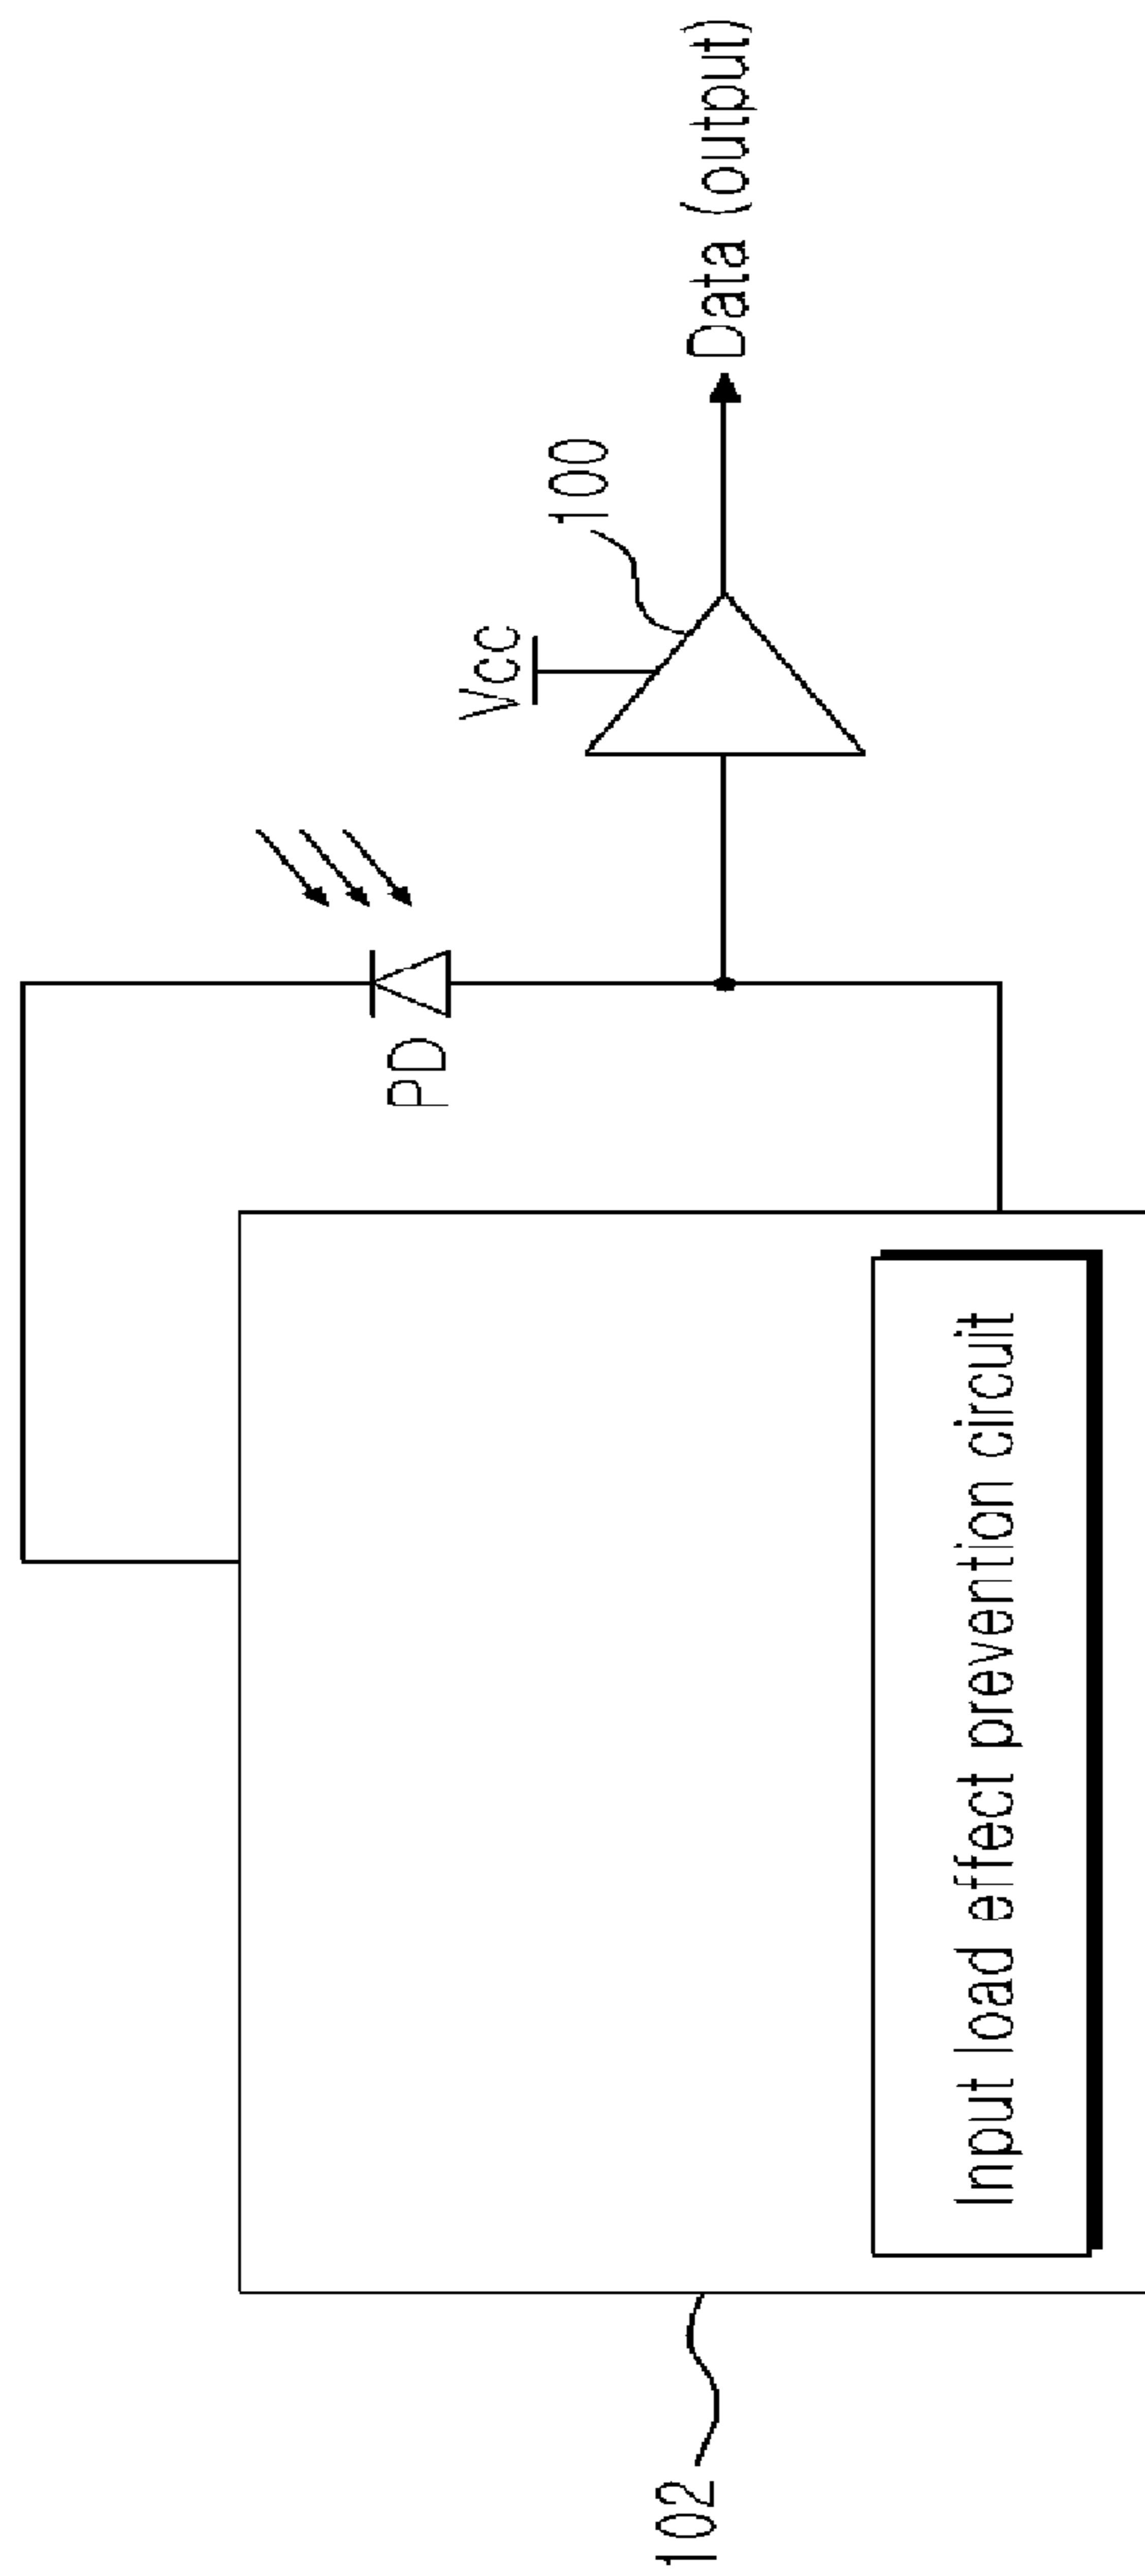 Vcc
100
Data (output)
PD
102
Input load effect prevention circuit